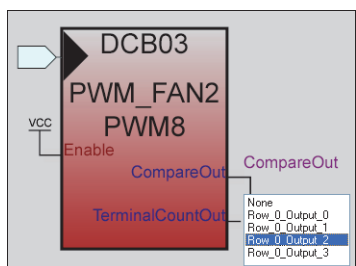 DCB03
PWM_FAN2
PWM8
vcc
Enable
CompareOut
CompareOut
TerminalCountOut
None
Row_0_Output_0
Row_0_Output_1
Row_0_Output_2
Row_0_Output_3